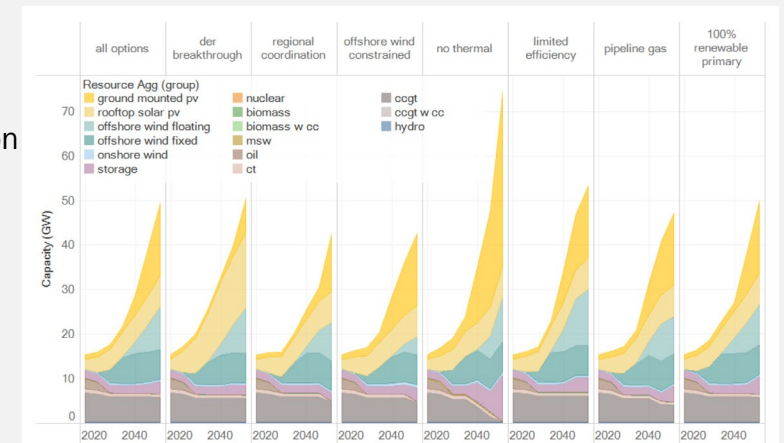 on
all options
der
breakthrough
regional
coordination
offshore wind
constrained
no thermal
limited
efficiency
pipeline gas
100%
renewable
primary
Resource Agg (group)
ground mounted pv
rooftop solar pv
offshore wind floating
offshore wind fixed
onshore wind
storage
nuclear
biomass
biomass w cc
msw
oil
ct
ccgt
ccgt w cc
hydro
Capacity (GW)
70
60
50
40
30
20
10
0
2020 2040 2020 2040 2020 2040 2020 2040 2020 2040 2020 2040 2020 2040 2020 2040